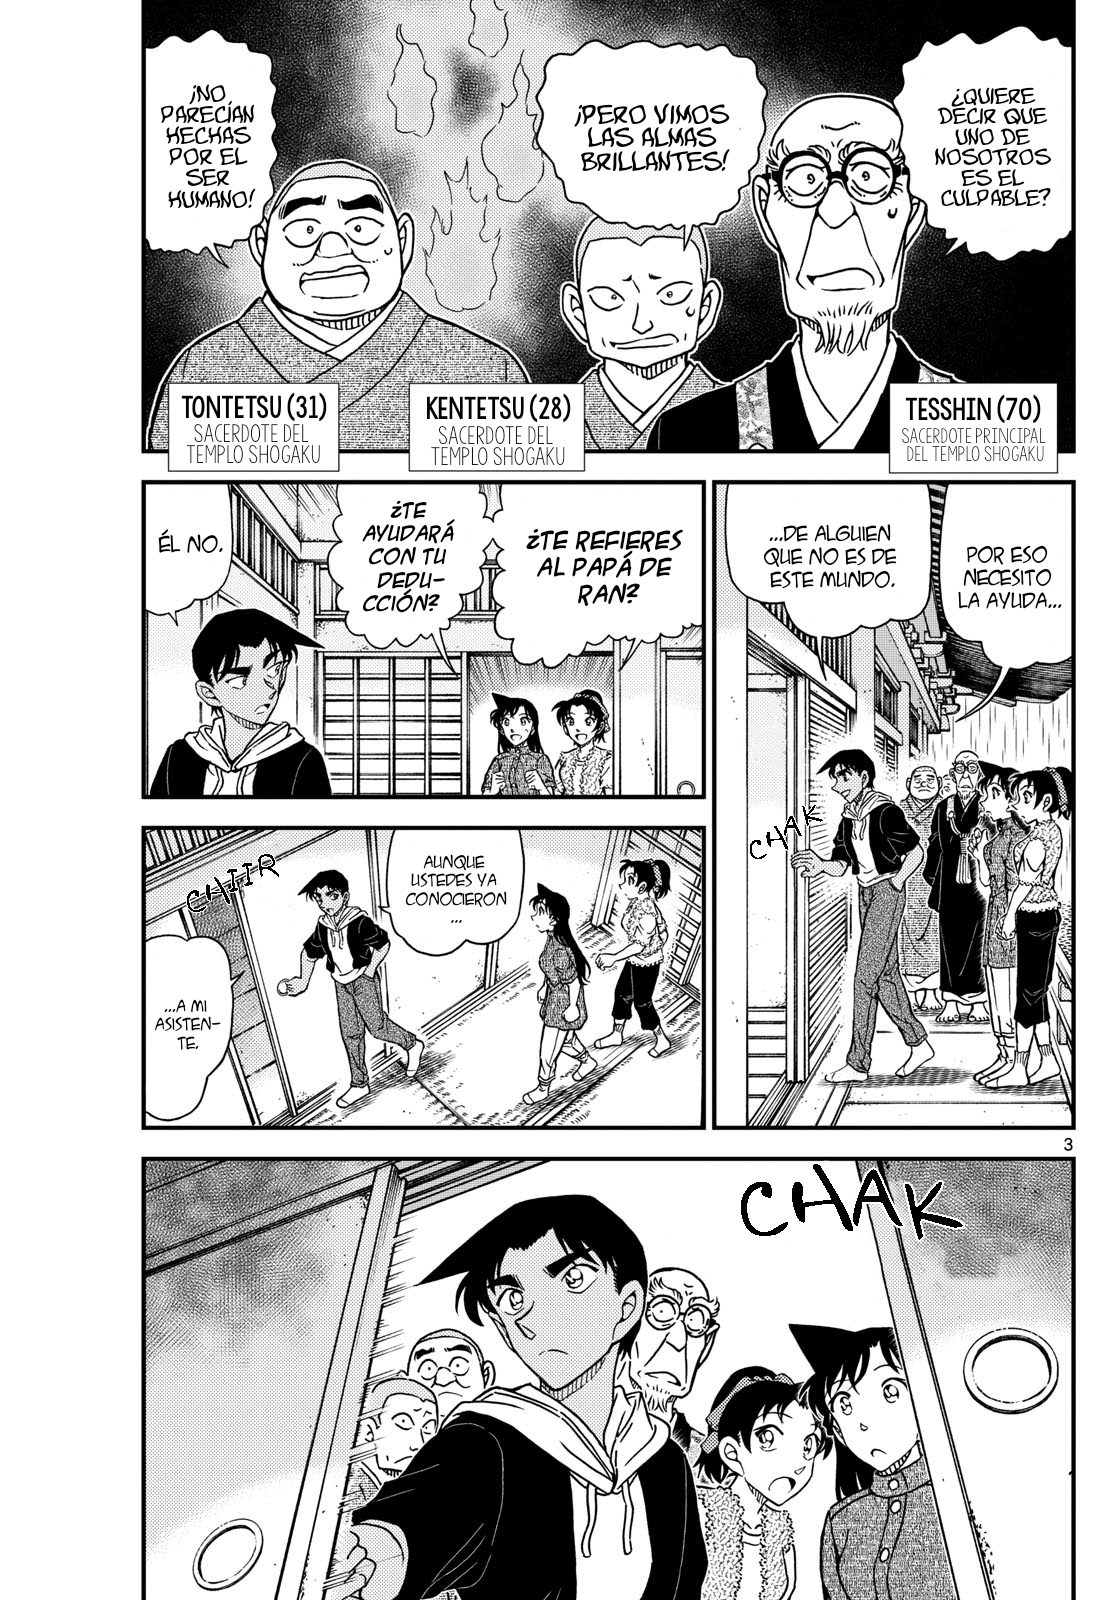 ¿QUIERE
DECIR QUE
UNO DE
NOSOTROS
ES EL
CULPABLE?
¡PERO VIMOS
LAS ALMAS
BRILLANTES!
¡NO
PARECÍAN
HECHAS
POR EL
SER
HUMANO!
TESSHIN (70)
SACERDOTE PRINCIPAL
DEL TEMPLO SHOGAKU
KENTETSU (28)
SACERDOTE DEL
TEMPLO SHOGAKU
TONTETSU (31)
SACERDOTE DEL
TEMPLO SHOGAKU
POR ESO
NECESITO
LA AYUDA...
...DE ALGUIEN
QUE NO ES DE
ESTE MUNDO.
CHAK
¿TE REFIERES
AL PAPÁ DE
RAN?
¿TE
AYUDARÁ
CON TU
DEDU-
CCIÓN?
ÉL NO.
AUNQUE
USTEDES YA
CONOCIERON
...
CHIIR
...A MI
ASISTEN-
TE.
3
CHAK